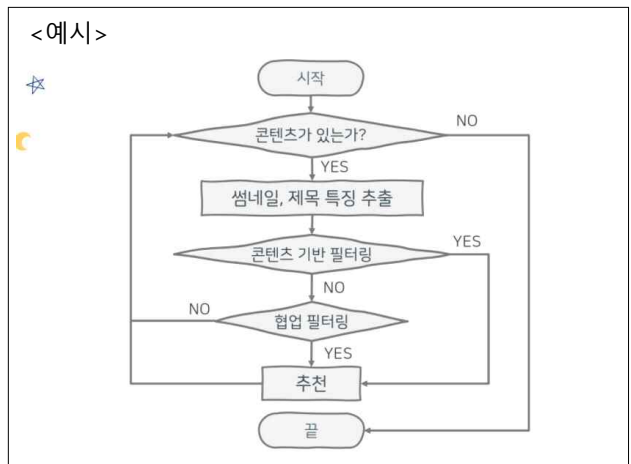 <예시>
시작
콘텐츠가 있는가?
NO
YES
썸네일, 제목 특징 추출
콘텐츠 기반 필터링
YES
NO
NO
협업 필터링
YES
추천
끝